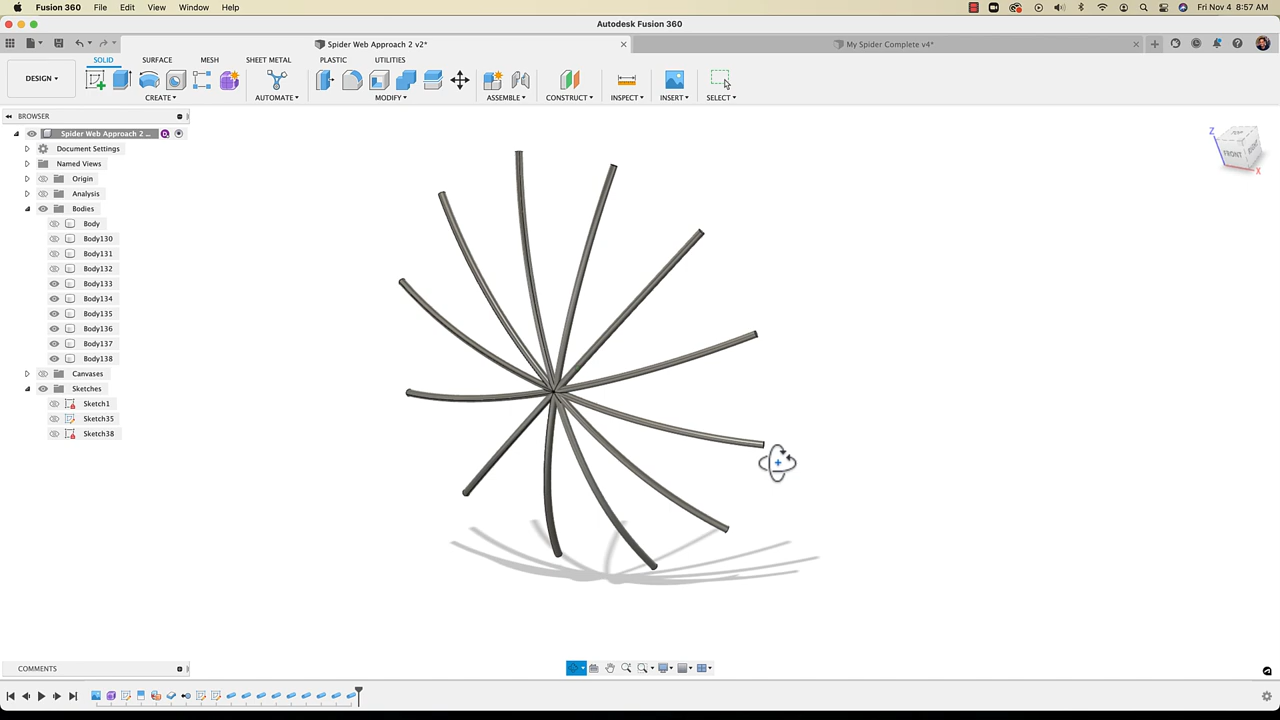 Fusion 360 File Edit View Window Help Fri Nov 4 8:57 AM
Autodesk Fusion 360
Spider Web Approach 2 v2* My Spider Complete v4*
SOLID SURFACE MESH SHEET METAL PLASTIC UTILITIES
DESIGN
CREATE AUTOMATE MODIFY ASSEMBLE CONSTRUCT INSPECT INSERT SELECT
BROWSER
Spider Web Approach 2 ...
Document Settings
Named Views
Origin
Analysis
Bodies
Body
Body130
Body131
Body132
Body133
Body134
Body135
Body136
Body137
Body138
Canvases
Sketches
Sketch1
Sketch35
Sketch38
Z
TOP
FRONT
X
COMMENTS